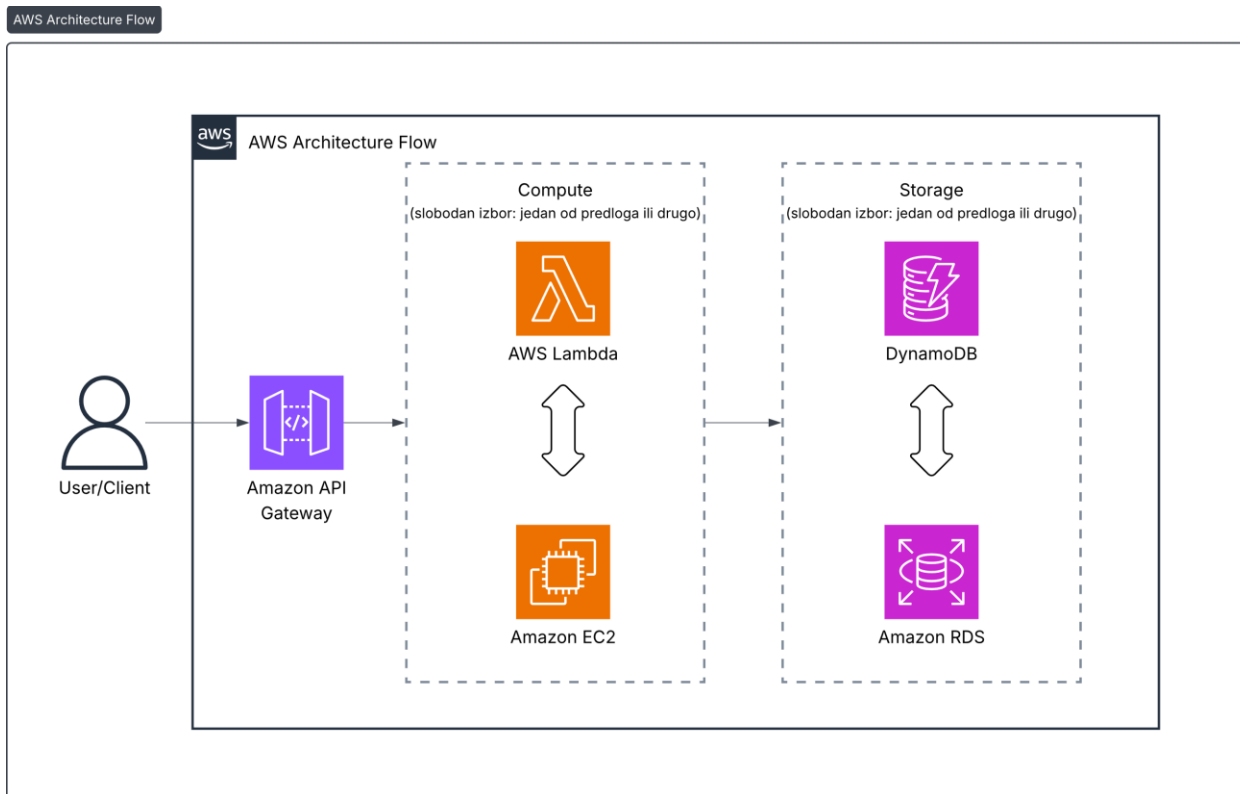 AWS Architecture Flow
aws
AWS Architecture Flow
Compute
(slobodan izbor: jedan od predloga ili drugo)
AWS Lambda
Amazon EC2
Storage
(slobodan izbor: jedan od predloga ili drugo)
DynamoDB
Amazon RDS
User/Client
</>
Amazon API
Gateway